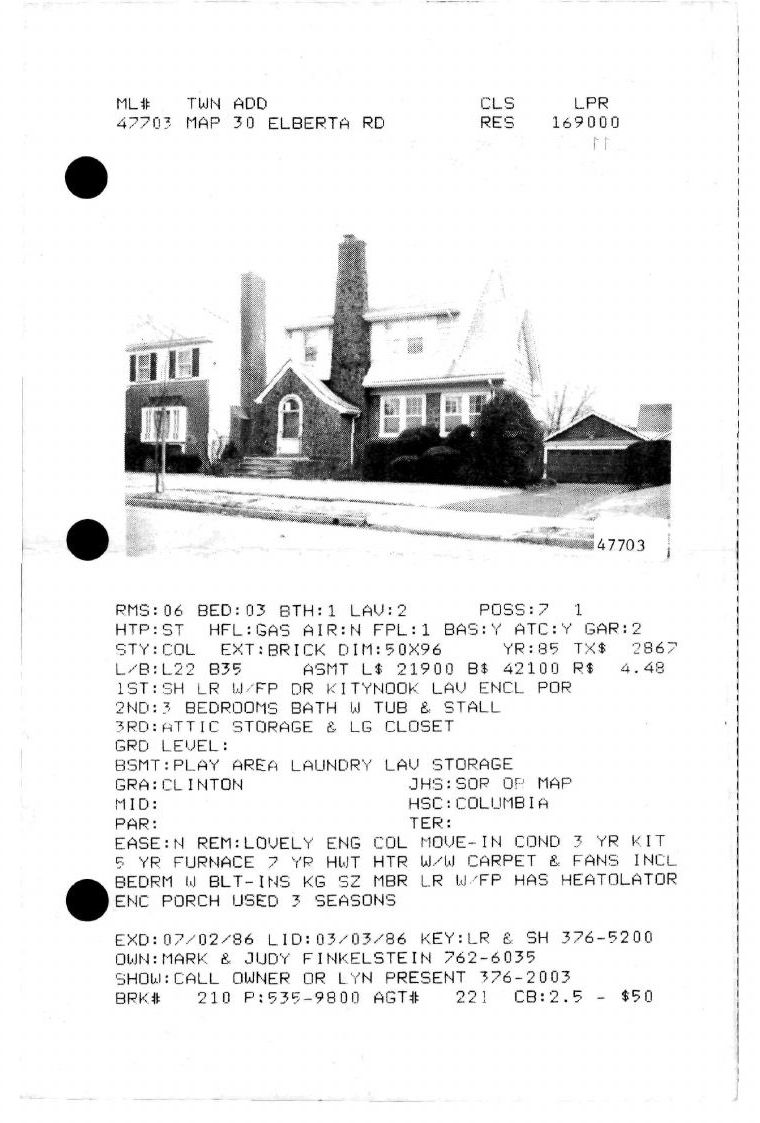 ML# TWN ADD CLS LPR
47703 MAP 30 ELBERTA RD RES 169000
47703
RMS:06 BED:03 BTH:1 LAV:2 POSS:7 1
HTP:ST HFL:GAS AIR:N FPL:1 BAS:Y ATC:Y GAR:2
STY:COL EXT:BRICK DIM:50X96 YR:85 TX$ 2867
L/B:L22 B35 ASMT L$ 21900 B$ 42100 R$ 4.48
1ST:SH LR W/FP DR KITYNOOK LAV ENCL POR
2ND:3 BEDROOMS BATH W TUB & STALL
3RD:ATTIC STORAGE & LG CLOSET
GRD LEVEL:
BSMT:PLAY AREA LAUNDRY LAV STORAGE
GRA:CLINTON JHS:SOR OR MAP
MID: HSC:COLUMBIA
PAR: TER:
EASE:N REM:LOVELY ENG COL MOVE-IN COND 3 YR KIT
5 YR FURNACE 7 YR HWT HTR W/W CARPET & FANS INCL
BEDRM W BLT-INS KG SZ MBR LR W/FP HAS HEATOLATOR
ENC PORCH USED 3 SEASONS
EXD:07/02/86 LID:03/03/86 KEY:LR & SH 376-5200
OWN:MARK & JUDY FINKELSTEIN 762-6035
SHOW:CALL OWNER OR LYN PRESENT 376-2003
BRK# 210 P:535-9800 AGT# 221 CB:2.5 - $50